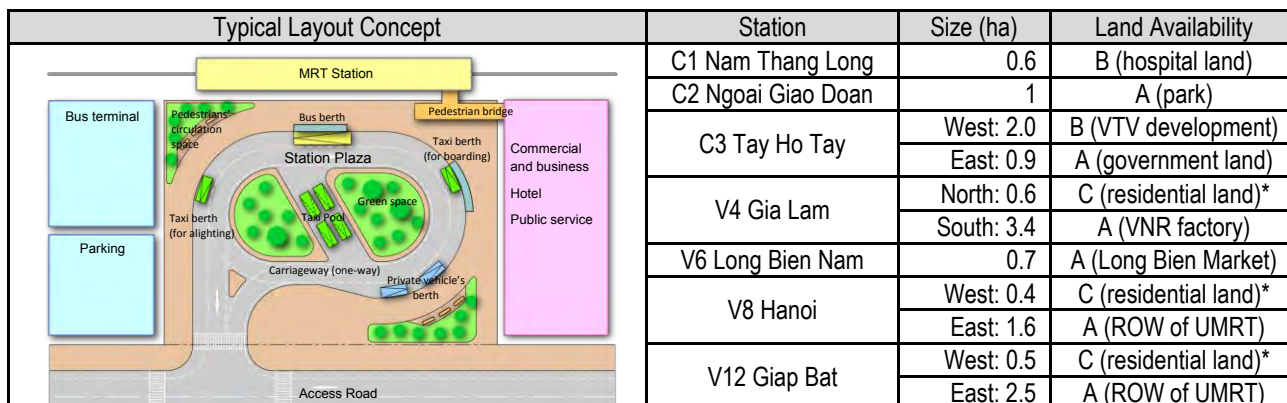 Typical Layout Concept
Station
Size (ha)
Land Availability
MRT Station
Bus terminal
Pedestrians'
circulation
space
Bus berth
Pedestrian bridge
Station Plaza
Taxi berth
(for boarding)
Commercial
and business
Hotel
Public service
Green space
Taxi Pool
Taxi berth
(for alighting)
Parking
Carriageway (one-way)
Private vehicle's
berth
Access Road
C1 Nam Thang Long 0.6 B (hospital land)
C2 Ngoai Giao Doan 1 A (park)
C3 Tay Ho Tay
West: 2.0 B (VTV development)
East: 0.9 A (government land)
V4 Gia Lam
North: 0.6 C (residential land)*
South: 3.4 A (VNR factory)
V6 Long Bien Nam 0.7 A (Long Bien Market)
V8 Hanoi
West: 0.4 C (residential land)*
East: 1.6 A (ROW of UMRT)
V12 Giap Bat
West: 0.5 C (residential land)*
East: 2.5 A (ROW of UMRT)